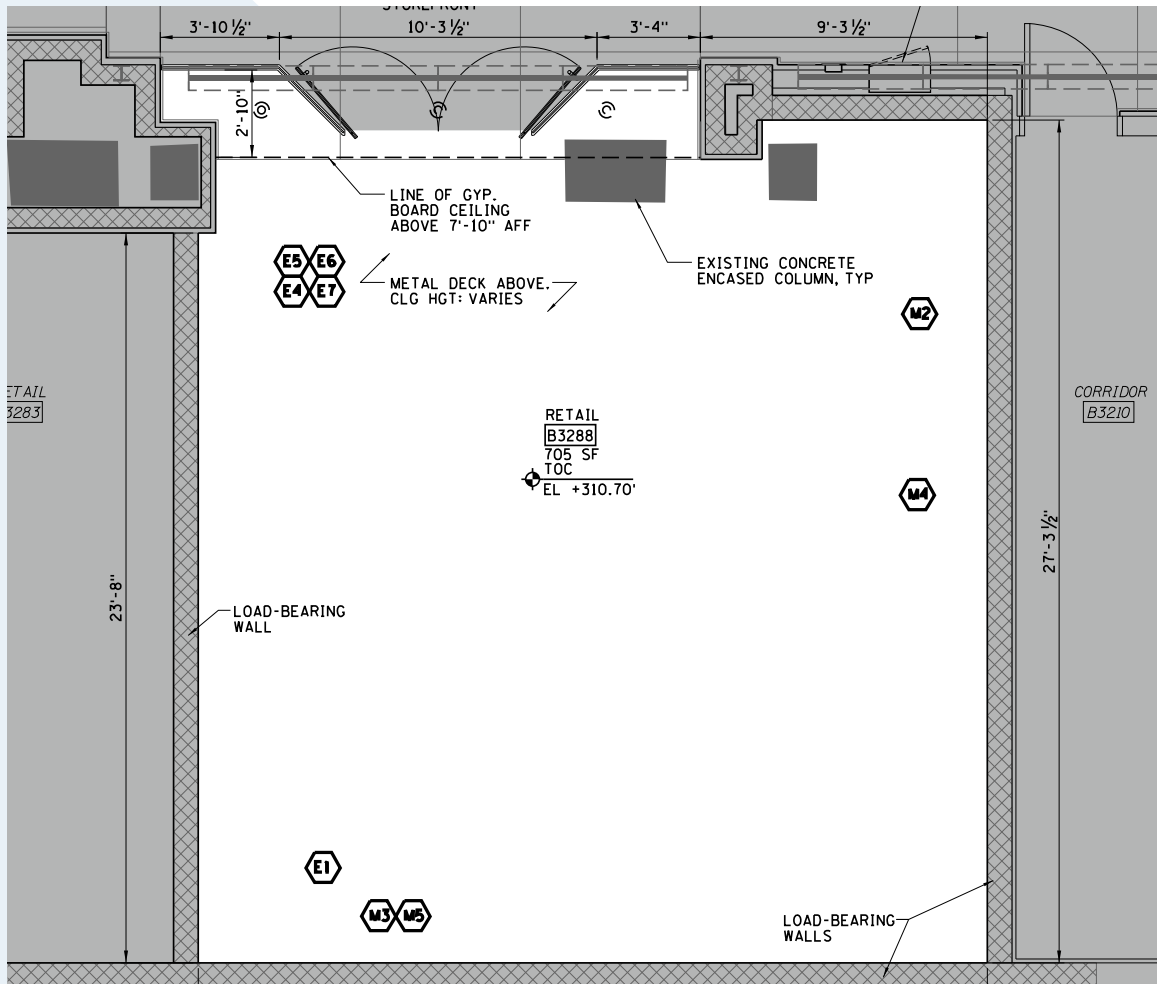 STOREFRONT
3'-10 ½"
10'-3 ½"
3'-4"
9'-3 ½"
2'-10"
LINE OF GYP.
BOARD CEILING
ABOVE 7'-10" AFF
E5 E6
E4 E7
METAL DECK ABOVE.
CLG HGT: VARIES
EXISTING CONCRETE
ENCASED COLUMN, TYP
M2
CORRIDOR
B3210
RETAIL
B3288
705 SF
TOC
EL +310.70'
M4
27'-3 ½"
23'-8"
LOAD-BEARING
WALL
E1
M3 M5
LOAD-BEARING
WALLS